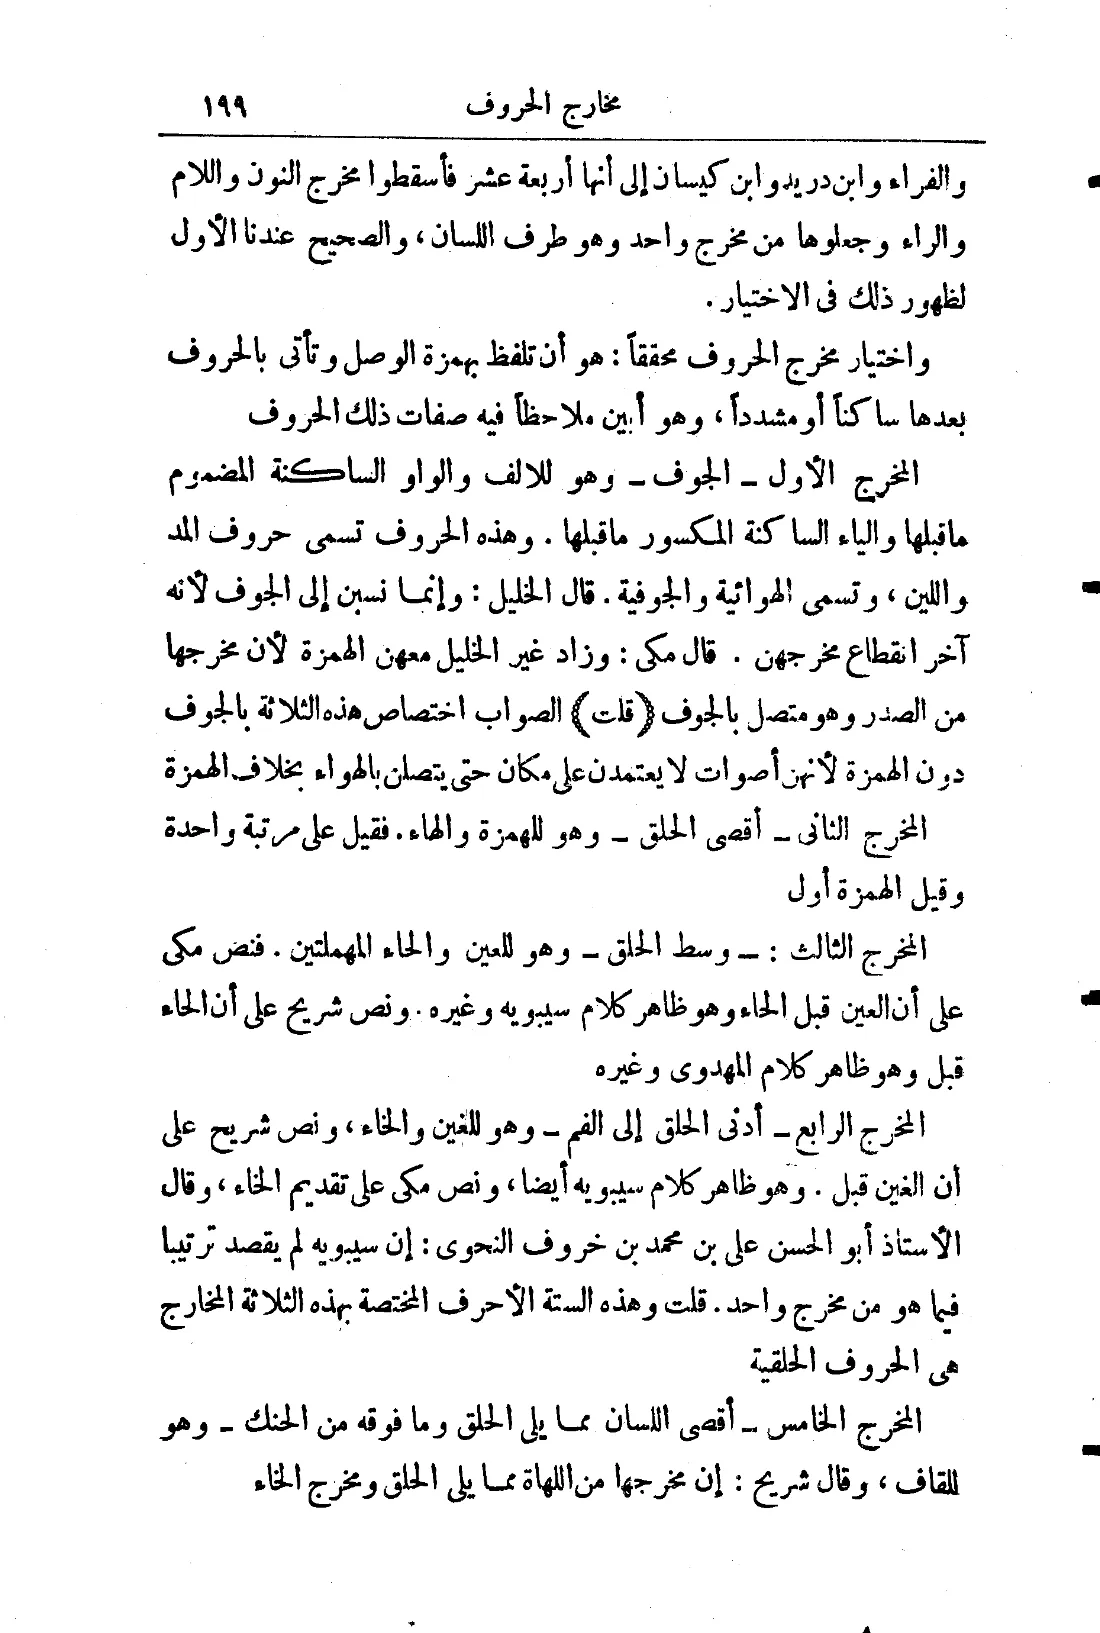 مخارج الحروف ١٩٩
والفراء وابن دريد وابن كيسان إلى أنها أربعة عشر فأسقطوا مخرج النون واللام
والراء وجعلوها من مخرج واحد وهو طرف اللسان، والصحيح عندنا الأول
لظهور ذلك فى الاختيار.
واختيار مخرج الحروف محققاً: هو أن تلفظ بهمزة الوصل وتأتى بالحروف
بعدها ساكناً أو مشدداً، وهو أبين ملاحظاً فيه صفات ذلك الحروف
المخرج الأول ـ الجوف ـ وهو للالف والواو الساكنة المضموم
ماقبلها والياء الساكنة المكسور ماقبلها. وهذه الحروف تسمى حروف المد
واللين، وتسمى الهوائية والجوفية. قال الخليل: وإنما نسبن إلى الجوف لأنه
آخر انقطاع مخرجهن. قال مكى: وزاد غير الخليل معهن الهمزة لأن مخرجها
من الصدر وهو متصل بالجوف (قلت) الصواب اختصاص هذه الثلاثة بالجوف
دون الهمزة لأنهن أصوات لا يعتمدن على مكان حتى يتصلن بالهواء بخلاف الهمزة
المخرج الثانى ـ أقصى الحلق ـ وهو للهمزة والهاء. فقيل على مرتبة واحدة
وقيل الهمزة أول
المخرج الثالث: ـ وسط الحلق ـ وهو للعين والحاء المهملتين. فنص مكى
على أن العين قبل الحاء وهو ظاهر كلام سيبويه وغيره. ونص شريح على أن الحاء
قبل وهو ظاهر كلام المهدوى وغيره
المخرج الرابع ـ أدنى الحلق إلى الفم ـ وهو للغين والخاء، ونص شريح على
أن الغين قبل. وهو ظاهر كلام سيبويه أيضا، ونص مكى على تقديم الخاء، وقال
الأستاذ أبو الحسن على بن محمد بن خروف النحوى: إن سيبويه لم يقصد ترتيبا
فيما هو من مخرج واحد. قلت وهذه الستة الأحرف المختصة بهذه الثلاثة المخارج
هى الحروف الحلقية
المخرج الخامس ـ أقصى اللسان مما يلى الحلق وما فوقه من الحنك ـ وهو
للقاف، وقال شريح: إن مخرجها من اللهاة مما يلى الحلق ومخرج الخاء